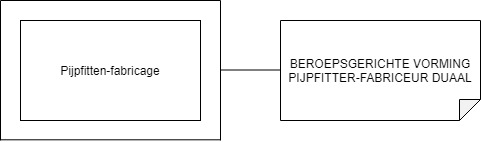 Pijpfitten-fabricage
BEROEPSGERICHTE VORMING
PIJPFITTER-FABRICEUR DUAAL